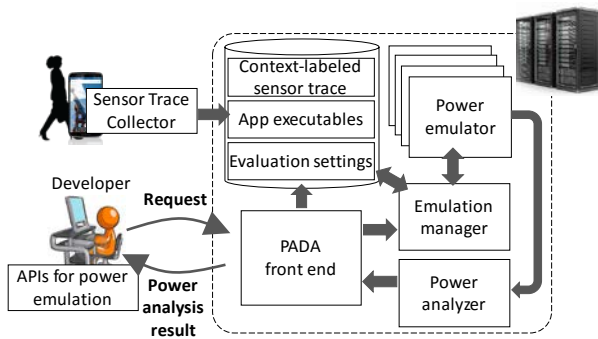 Context-labeled
sensor trace
App executables
Evaluation settings
Sensor Trace
Collector
Power
emulator
Developer
Request
APIs for power
emulation
Power
analysis
result
PADA
front end
Emulation
manager
Power
analyzer